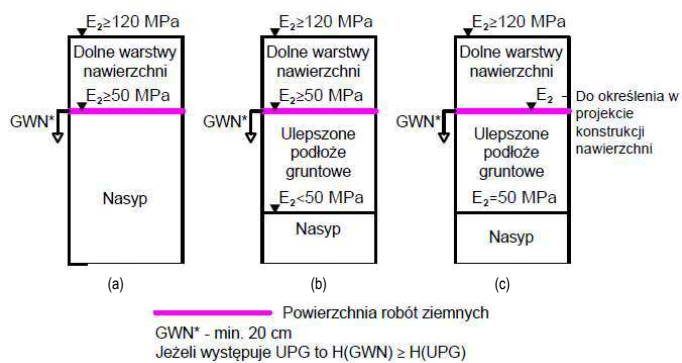 E₂≥120 MPa
Dolne warstwy
nawierzchni
E₂≥50 MPa
GWN*
Nasyp
(a)
E₂≥120 MPa
Dolne warstwy
nawierzchni
E₂≥50 MPa
GWN*
Ulepszone
podłoże
gruntowe
E₂<50 MPa
Nasyp
(b)
E₂≥120 MPa
Dolne warstwy
nawierzchni
E₂ - Do określenia w
projekcie
konstrukcji
nawierzchni
GWN*
Ulepszone
podłoże
gruntowe
E₂=50 MPa
Nasyp
(c)
Powierzchnia robót ziemnych
GWN* - min. 20 cm
Jeżeli występuje UPG to H(GWN) ≥ H(UPG)